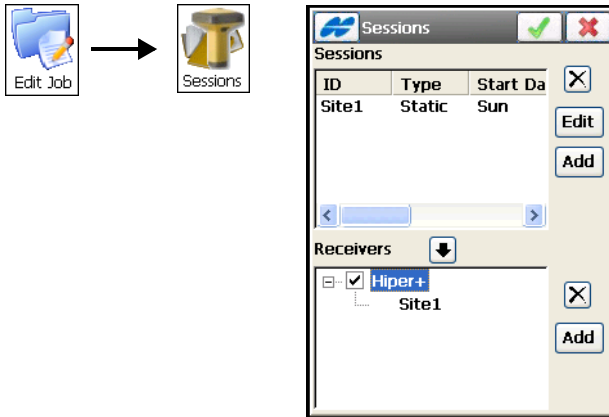 Edit Job
Sessions
Sessions
Sessions
ID Type Start Da
Site1 Static Sun
Edit
Add
Receivers
Hiper+
Site1
Add